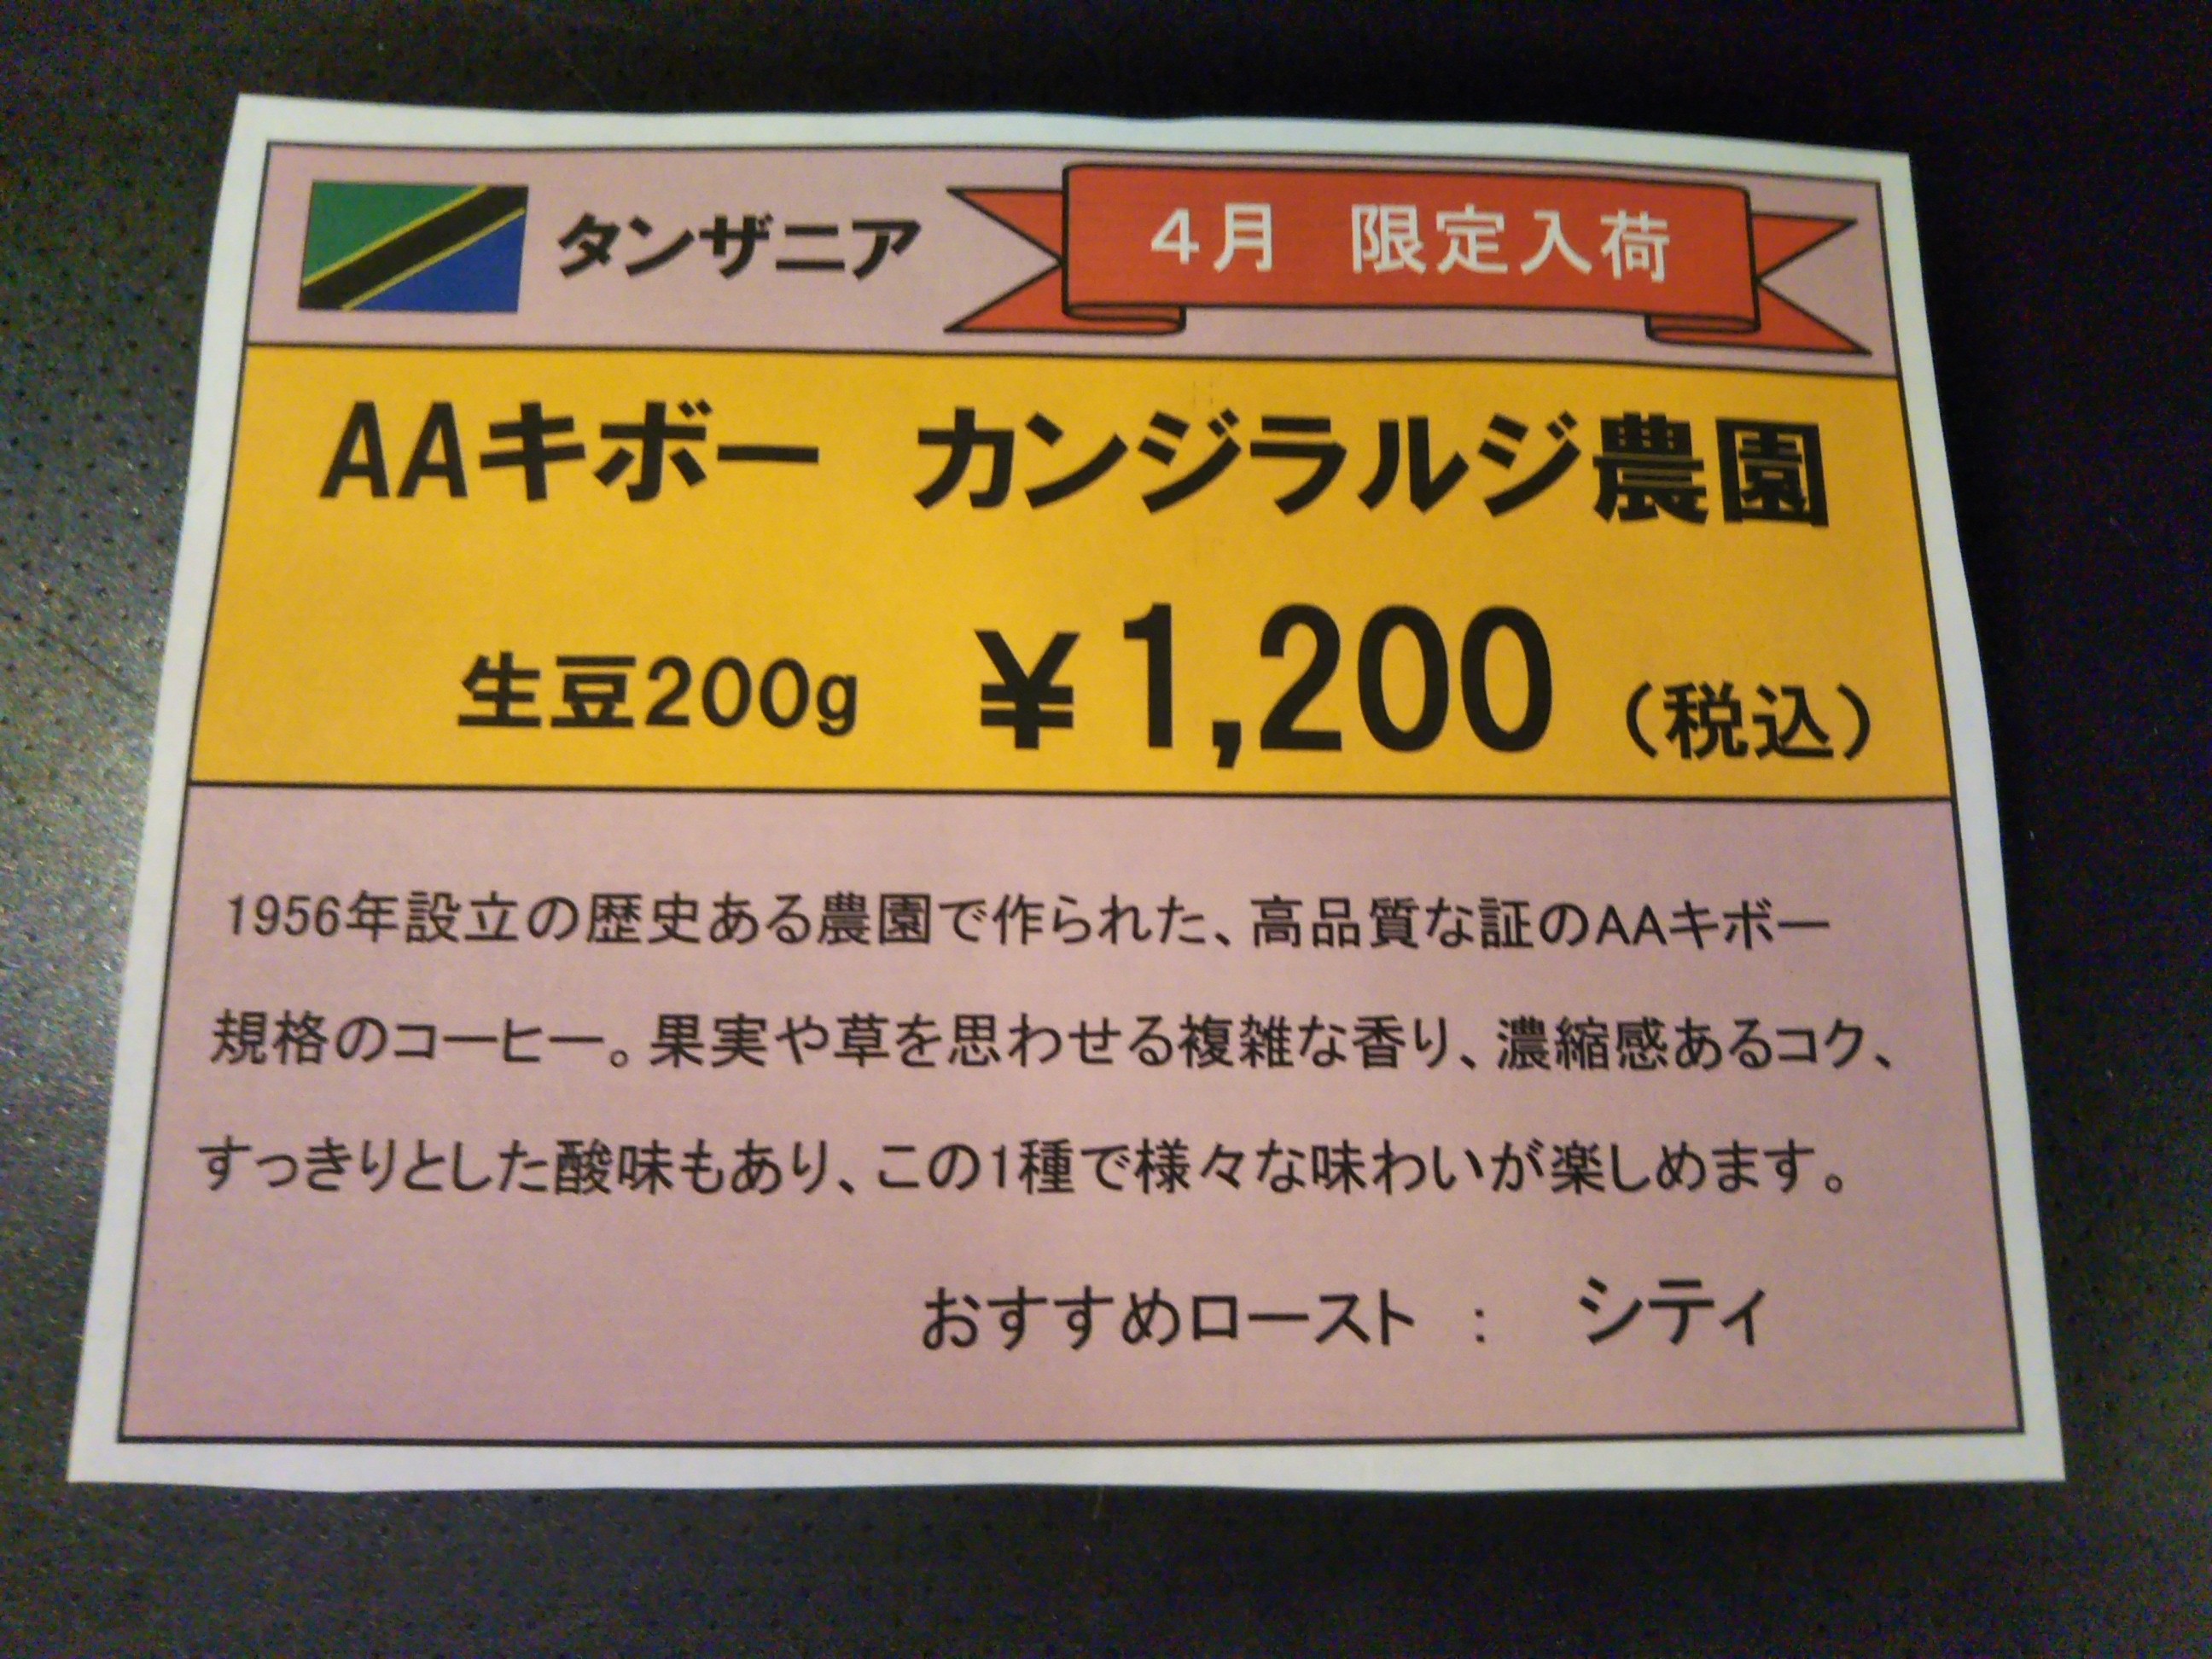 タンザニア
4月 限定入荷
AAキボー カンジラルジ農園
生豆200g ¥1,200 (税込)
1956年設立の歴史ある農園で作られた、高品質な証のAAキボー
規格のコーヒー。果実や草を思わせる複雑な香り、濃縮感あるコク、
すっきりとした酸味もあり、この1種で様々な味わいが楽しめます。
おすすめロースト : シティ